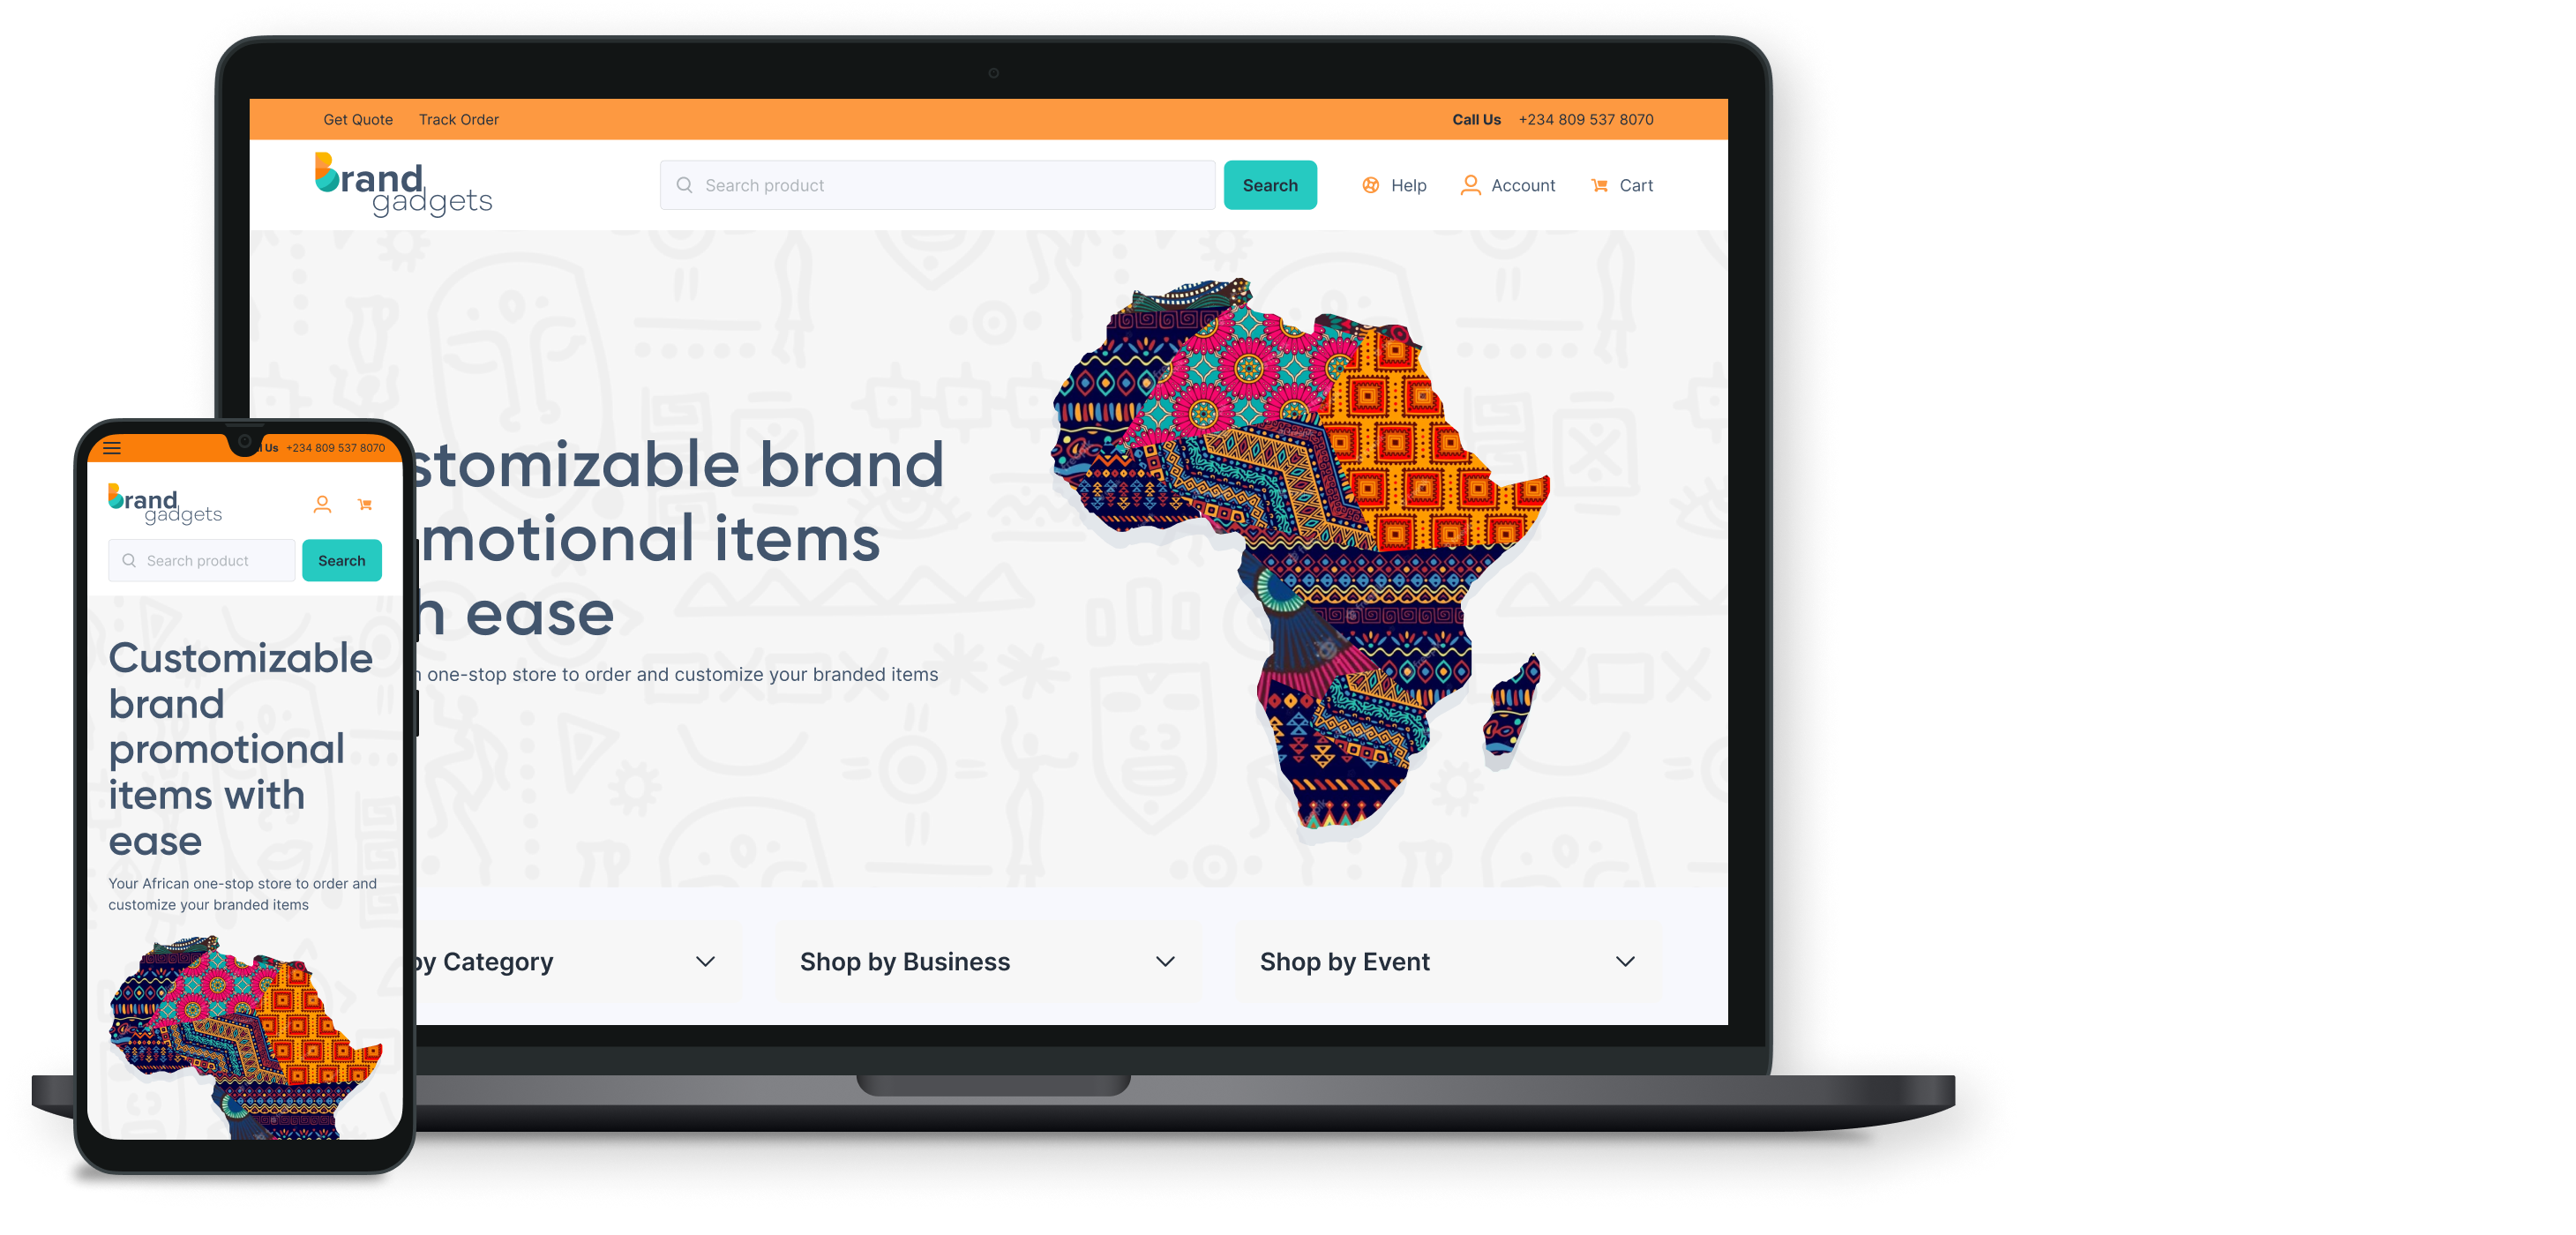 Get Quote Track Order Call Us +234 809 537 8070
Brand
gadgets
Search product Search Help Account Cart
stomizable brand
motional items
h ease
one-stop store to order and customize your branded items
by Category Shop by Business Shop by Event
Us +234 809 537 8070
Brand
gadgets
Search product Search
Customizable
brand
promotional
items with
ease
Your African one-stop store to order and
customize your branded items